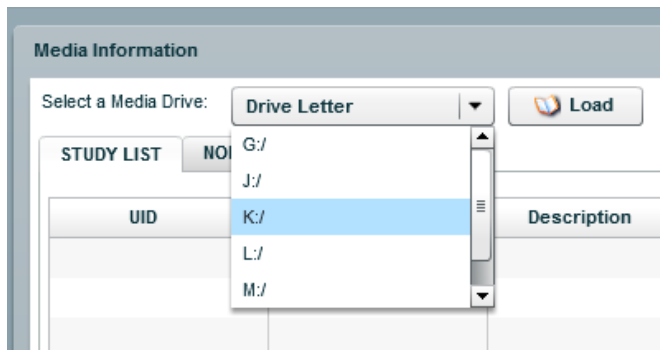 Media Information
Select a Media Drive: Drive Letter Load
STUDY LIST
G:/
J:/
UID K:/ Description
L:/
M:/